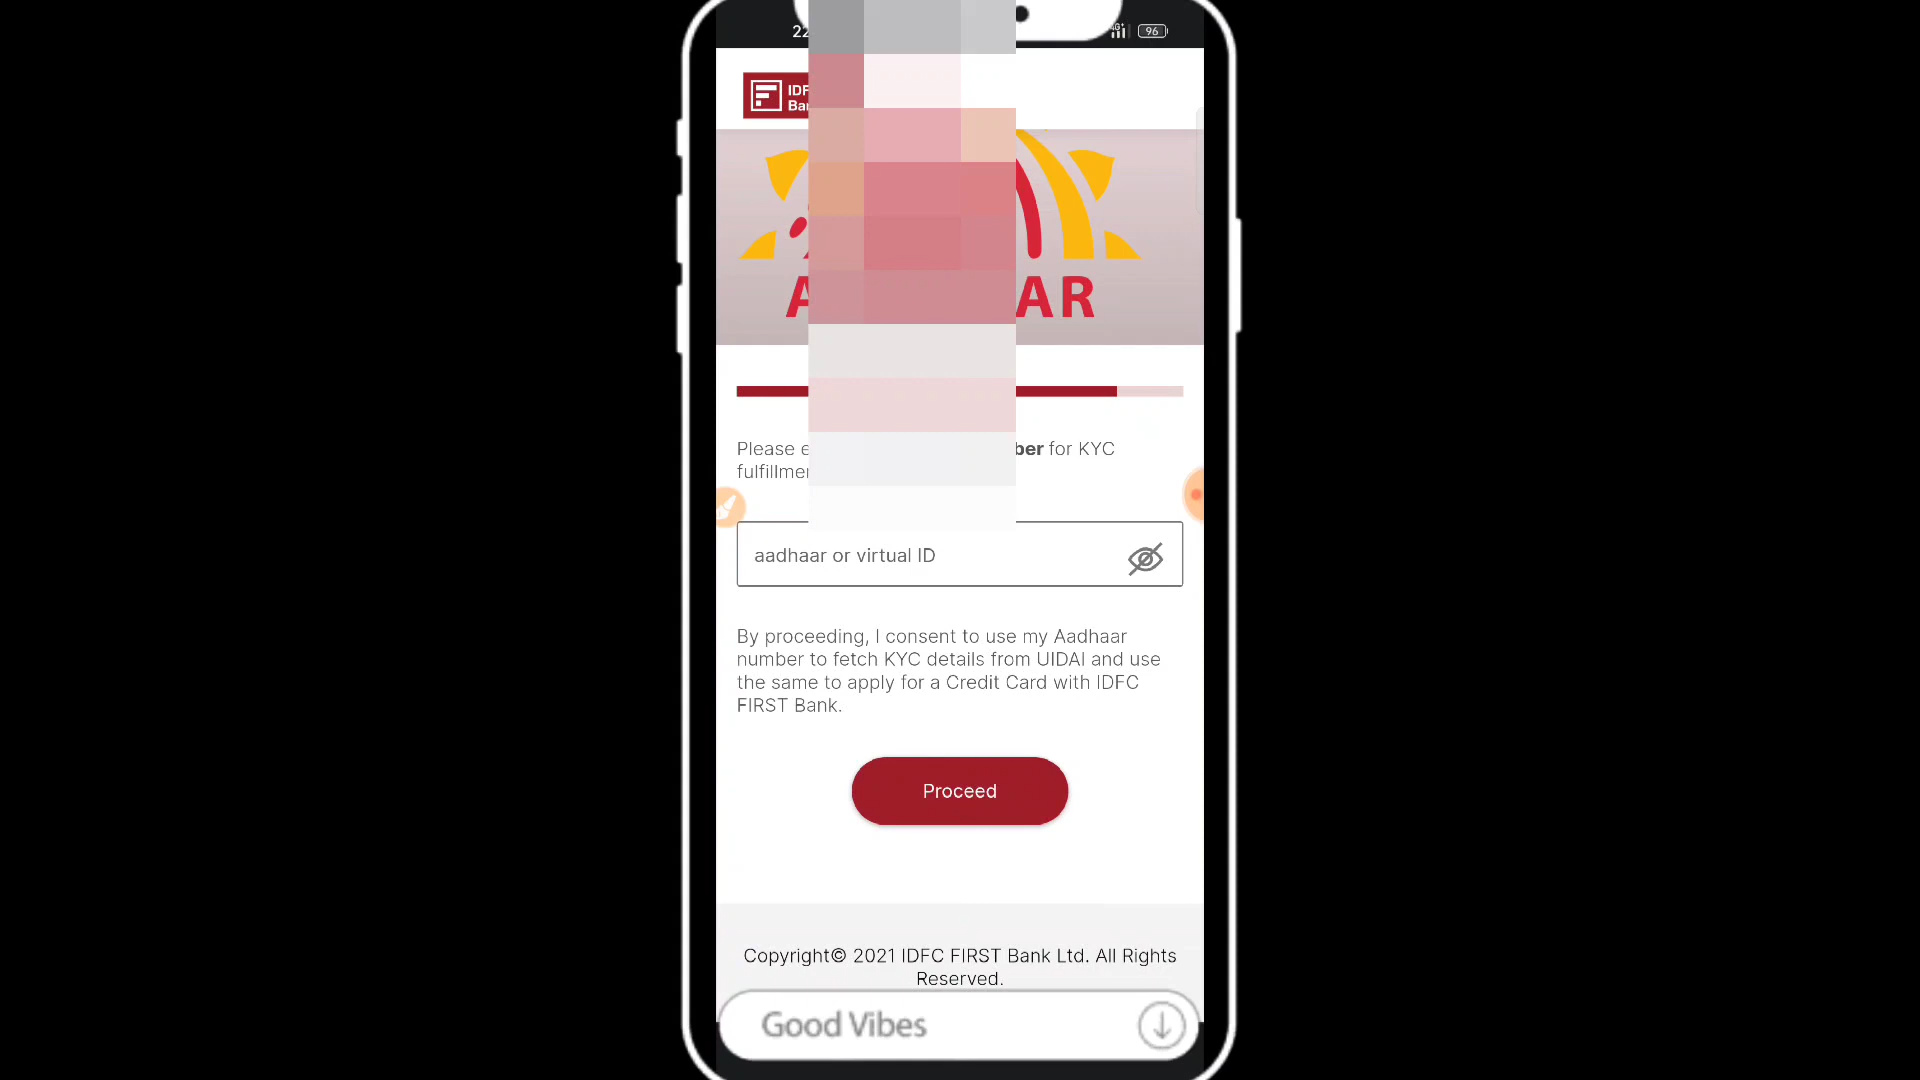 96
Please
ber for KYC
aadhaar or virtual ID
By proceeding, I consent to use my Aadhaar
number to fetch KYC details from UIDAI and use
the same to apply for a Credit Card with IDFC
FIRST Bank.
Proceed
Copyright© 2021 IDFC FIRST Bank Ltd. All Rights
Reserved.
Good Vibes